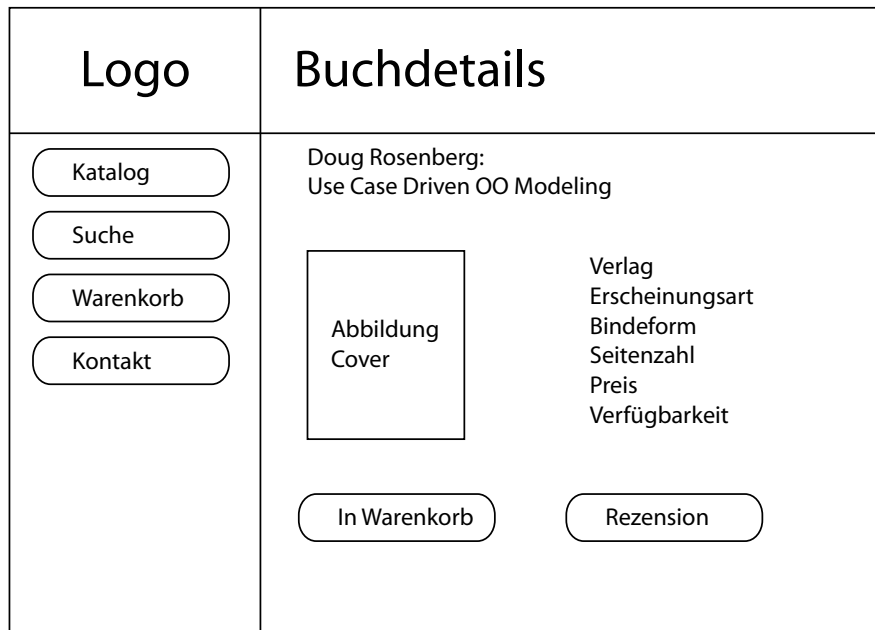 Logo
Buchdetails
Katalog
Suche
Warenkorb
Kontakt
Doug Rosenberg:
Use Case Driven OO Modeling
Abbildung
Cover
Verlag
Erscheinungsart
Bindeform
Seitenzahl
Preis
Verfügbarkeit
In Warenkorb
Rezension